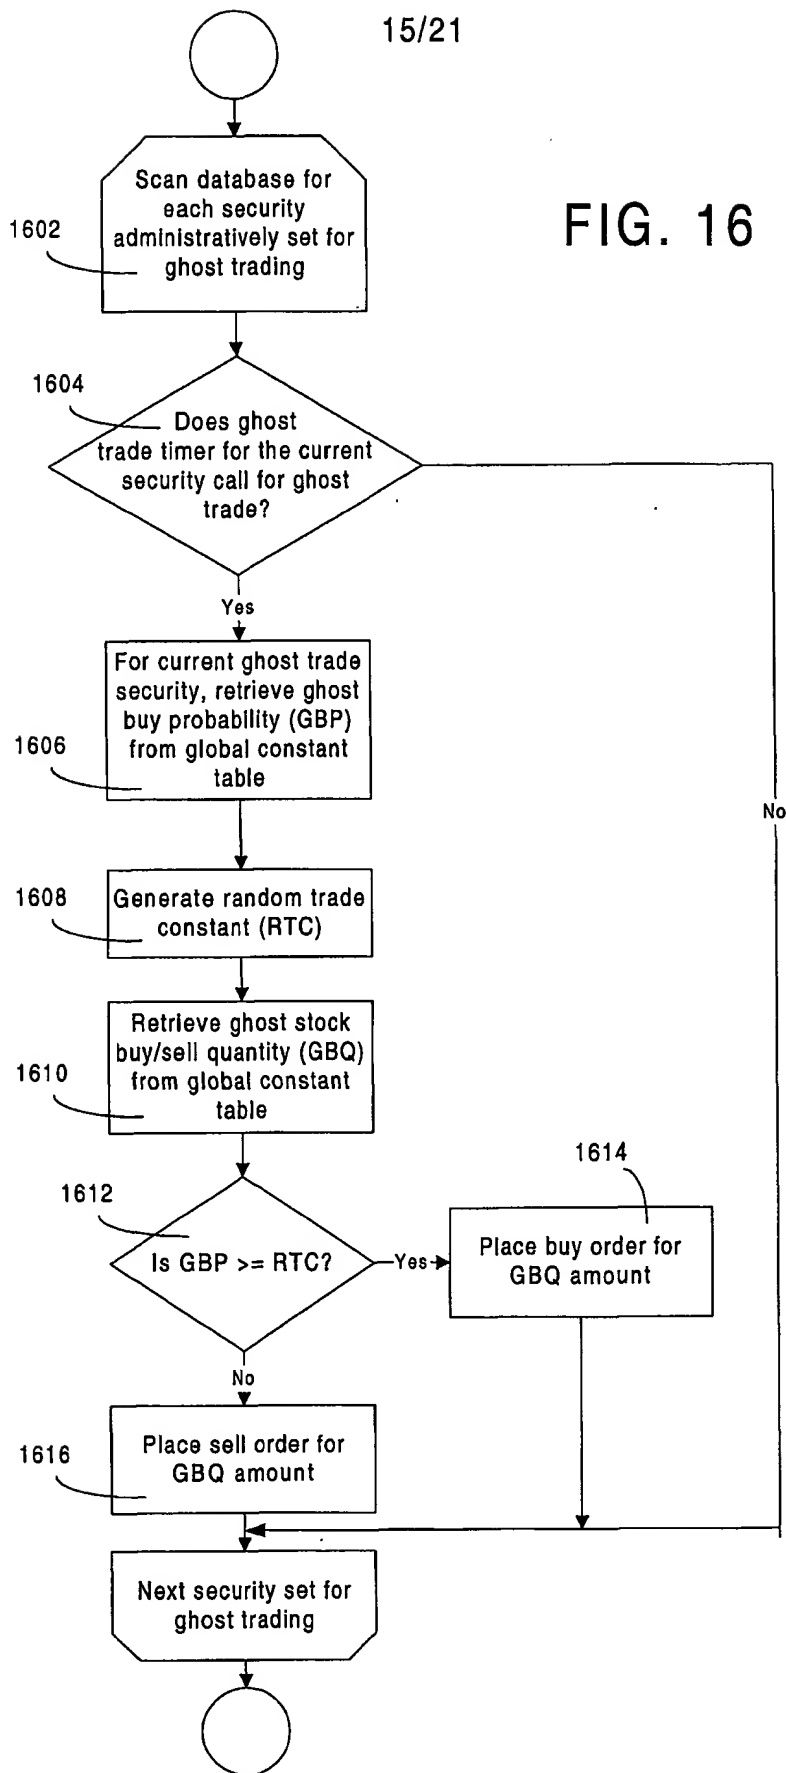 15/21
FIG. 16
Scan database for
each security
administratively set for
ghost trading
1602
1604
Does ghost
trade timer for the current
security call for ghost
trade?
Yes
No
For current ghost trade
security, retrieve ghost
buy probability (GBP)
from global constant
table
1606
Generate random trade
constant (RTC)
1608
Retrieve ghost stock
buy/sell quantity (GBQ)
from global constant
table
1610
1612
Is GBP >= RTC?
Yes
1614
Place buy order for
GBQ amount
No
Place sell order for
GBQ amount
1616
Next security set for
ghost trading